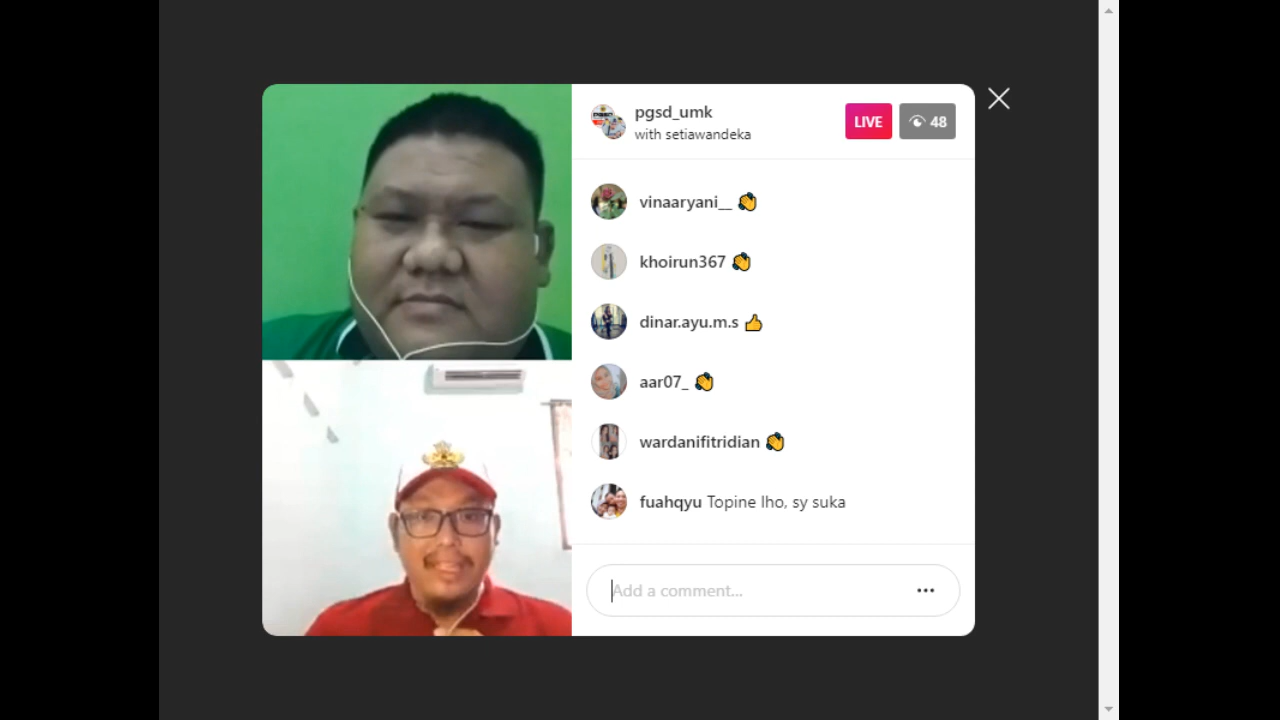 pgsd_umk
with setiawandeka
LIVE
48
vinaaryani__ 👏
khoirun367 👏
dinar.ayu.m.s 👍
aar07_ 👏
wardanifitridian 👏
fuahqyu Topine lho, sy suka
Add a comment...